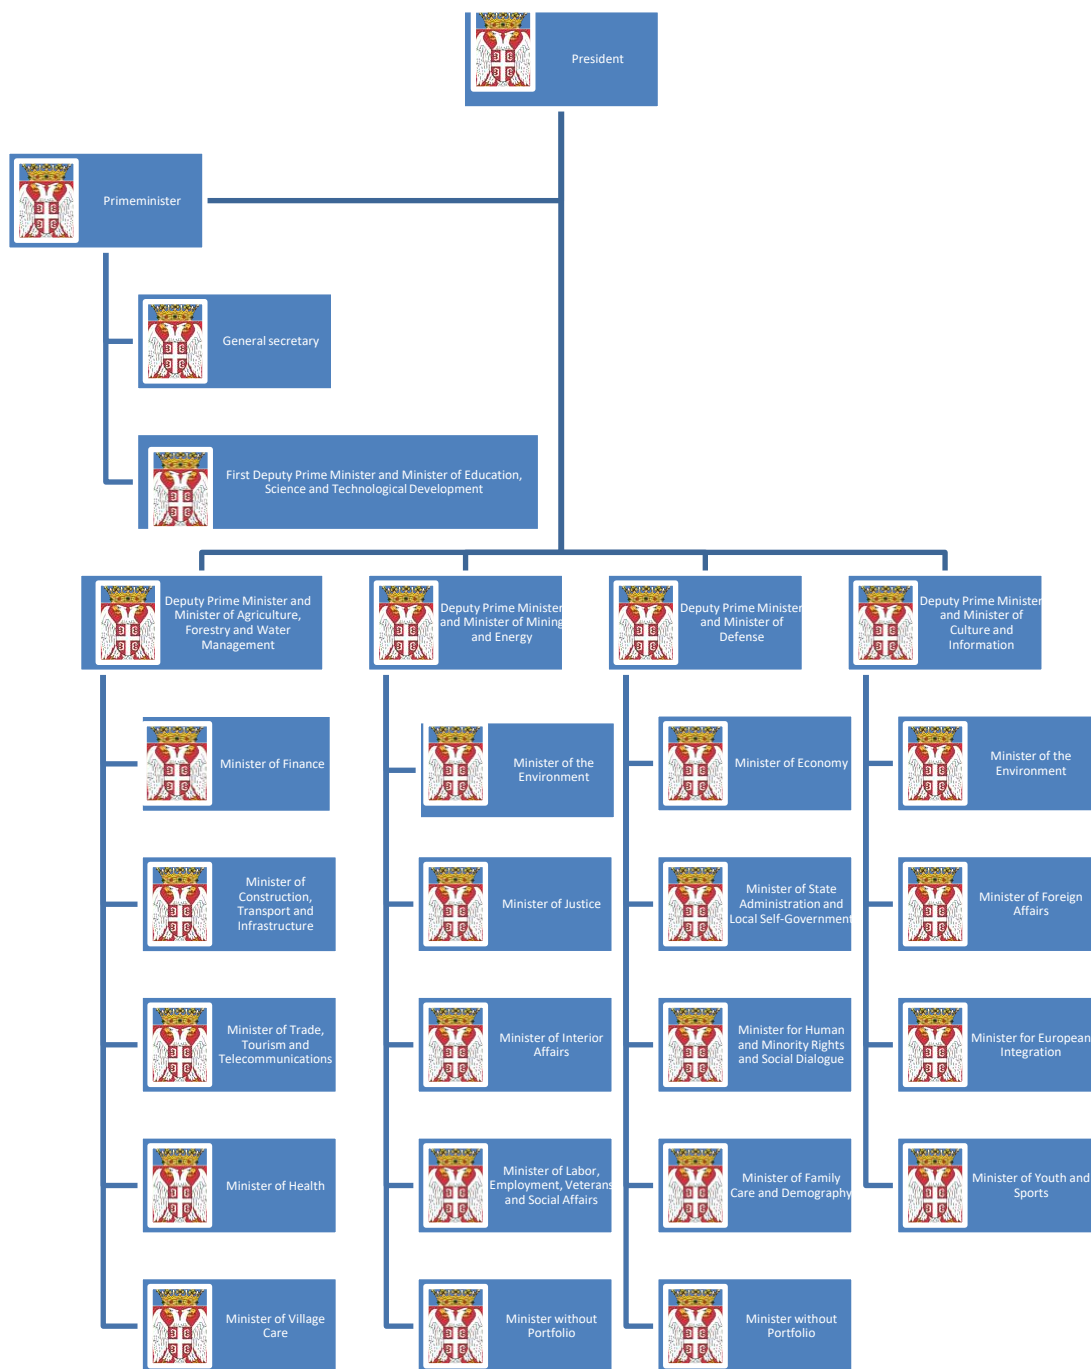 President
Primeminister
General secretary
First Deputy Prime Minister and Minister of Education,
Science and Technological Development
Deputy Prime Minister and
Minister of Agriculture,
Forestry and Water
Management
Deputy Prime Minister
and Minister of Mining
and Energy
Deputy Prime Minister
and Minister of
Defense
Deputy Prime Minister
and Minister of
Culture and
Information
Minister of Finance
Minister of the
Environment
Minister of Economy
Minister of the
Environment
Minister of
Construction,
Transport and
Infrastructure
Minister of Justice
Minister of State
Administration and
Local Self-Government
Minister of Foreign
Affairs
Minister of Trade,
Tourism and
Telecommunications
Minister of Interior
Affairs
Minister for Human
and Minority Rights
and Social Dialogue
Minister for European
Integration
Minister of Health
Minister of Labor,
Employment, Veterans
and Social Affairs
Minister of Family
Care and Demography
Minister of Youth and
Sports
Minister of Village
Care
Minister without
Portfolio
Minister without
Portfolio